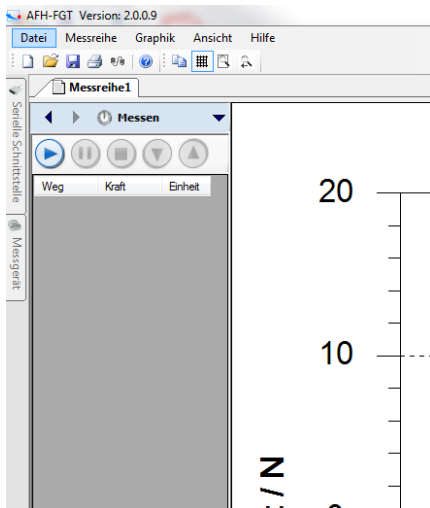 AFH-FGT Version: 2.0.0.9
Datei Messreihe Graphik Ansicht Hilfe
Messreihe1
Serielle Schnittstelle
Messgerät
Messen
Weg Kraft Einheit
20
10
/ N